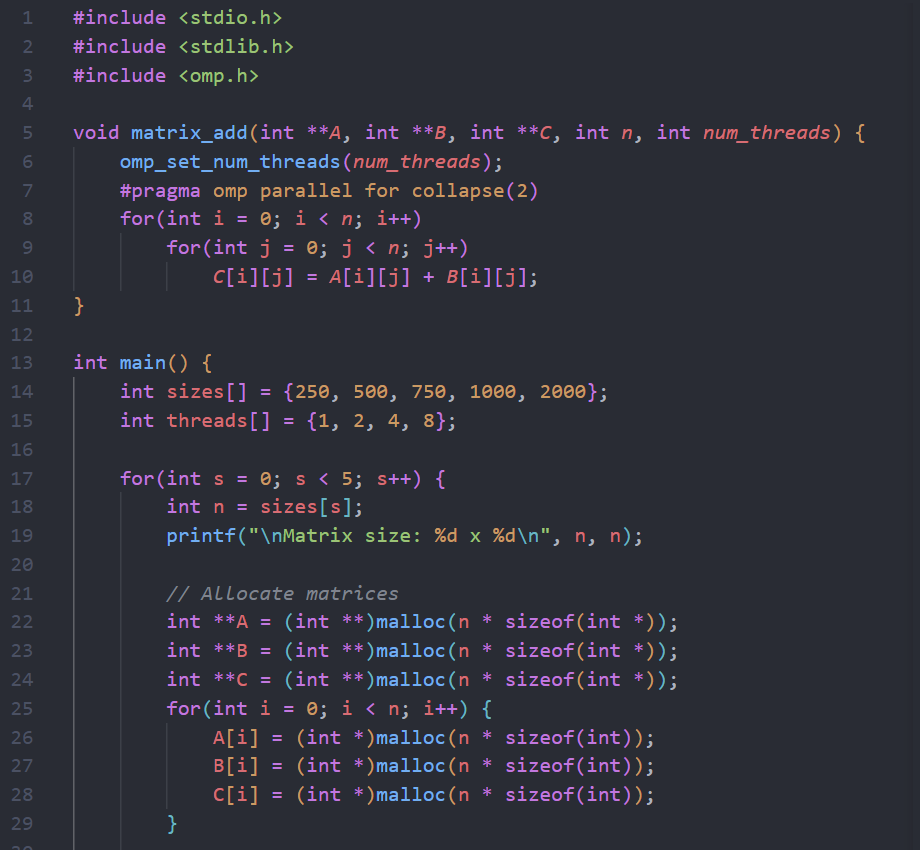 1 #include <stdio.h>
2 #include <stdlib.h>
3 #include <omp.h>
4
5 void matrix_add(int **A, int **B, int **C, int n, int num_threads) {
6     omp_set_num_threads(num_threads);
7     #pragma omp parallel for collapse(2)
8     for(int i = 0; i < n; i++)
9         for(int j = 0; j < n; j++)
10             C[i][j] = A[i][j] + B[i][j];
11 }
12
13 int main() {
14     int sizes[] = {250, 500, 750, 1000, 2000};
15     int threads[] = {1, 2, 4, 8};
16
17     for(int s = 0; s < 5; s++) {
18         int n = sizes[s];
19         printf("\nMatrix size: %d x %d\n", n, n);
20
21         // Allocate matrices
22         int **A = (int **)malloc(n * sizeof(int *));
23         int **B = (int **)malloc(n * sizeof(int *));
24         int **C = (int **)malloc(n * sizeof(int *));
25         for(int i = 0; i < n; i++) {
26             A[i] = (int *)malloc(n * sizeof(int));
27             B[i] = (int *)malloc(n * sizeof(int));
28             C[i] = (int *)malloc(n * sizeof(int));
29         }